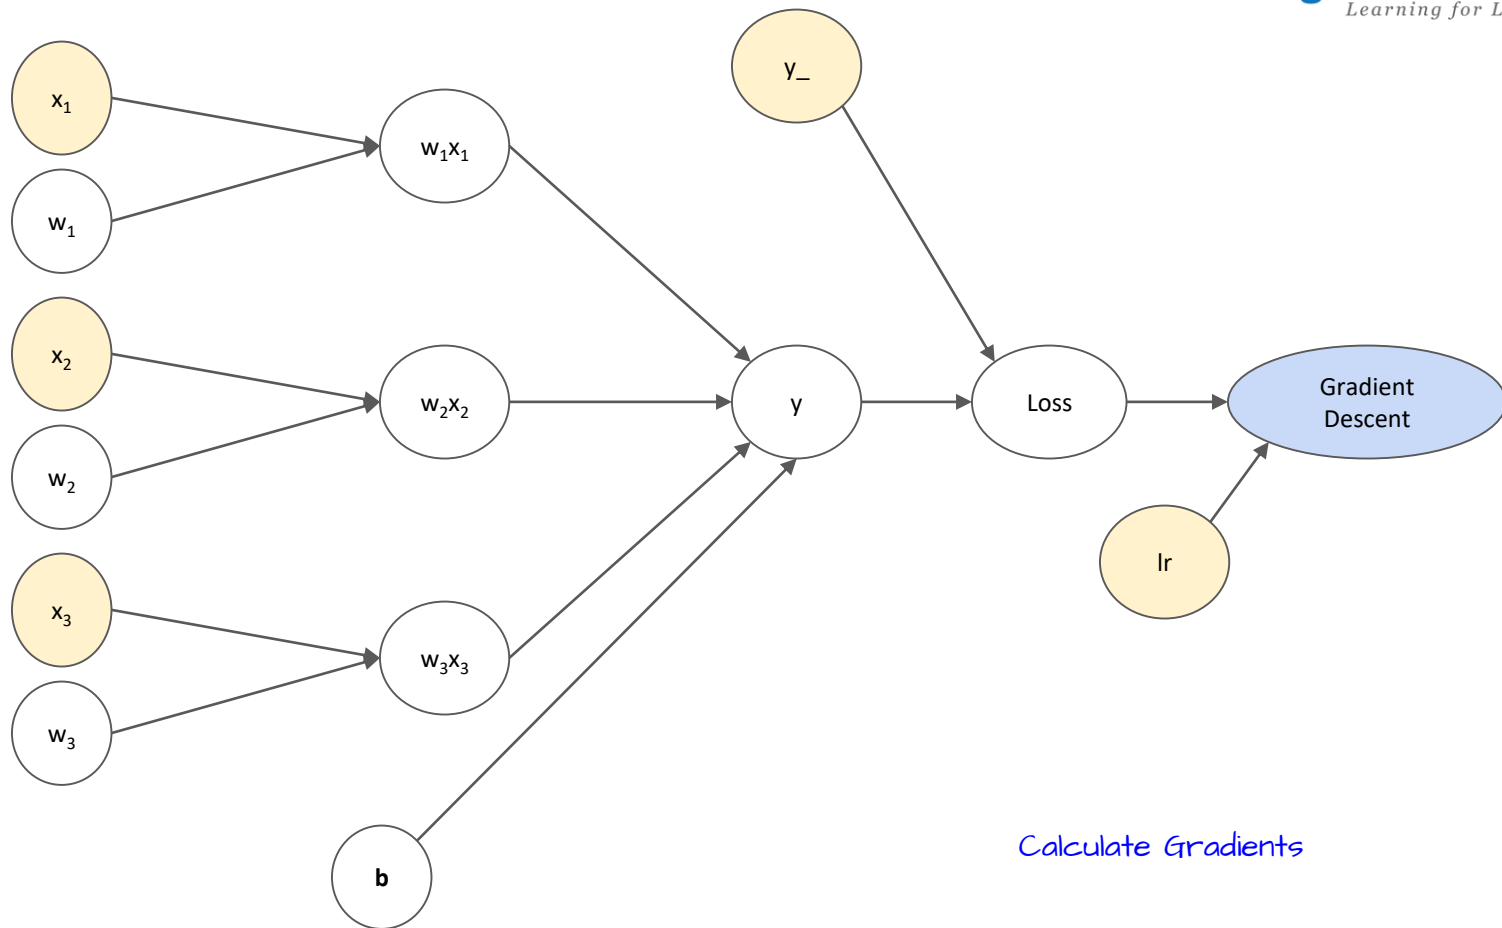 Learning for L
y_
x₁
w₁x₁
w₁
x₂
w₂x₂
y
Loss
Gradient
Descent
w₂
lr
x₃
w₃x₃
w₃
Calculate Gradients
b